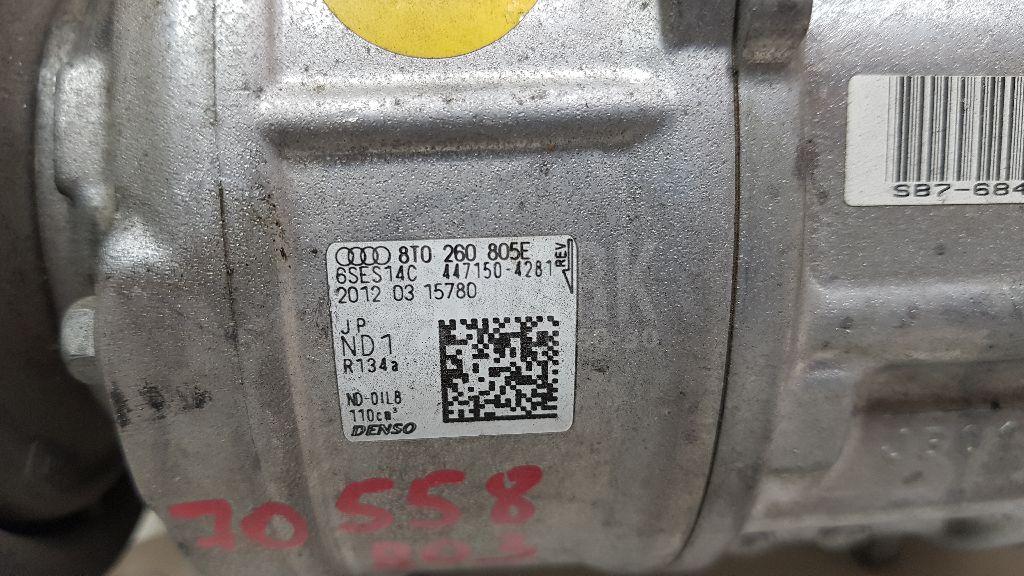 8T0 260 805E
6SES14C 447150-4281
REV
2012 03 15780
JP
ND1
R134a
ND-OIL8
110cm³
DENSO
SB7-684
70558